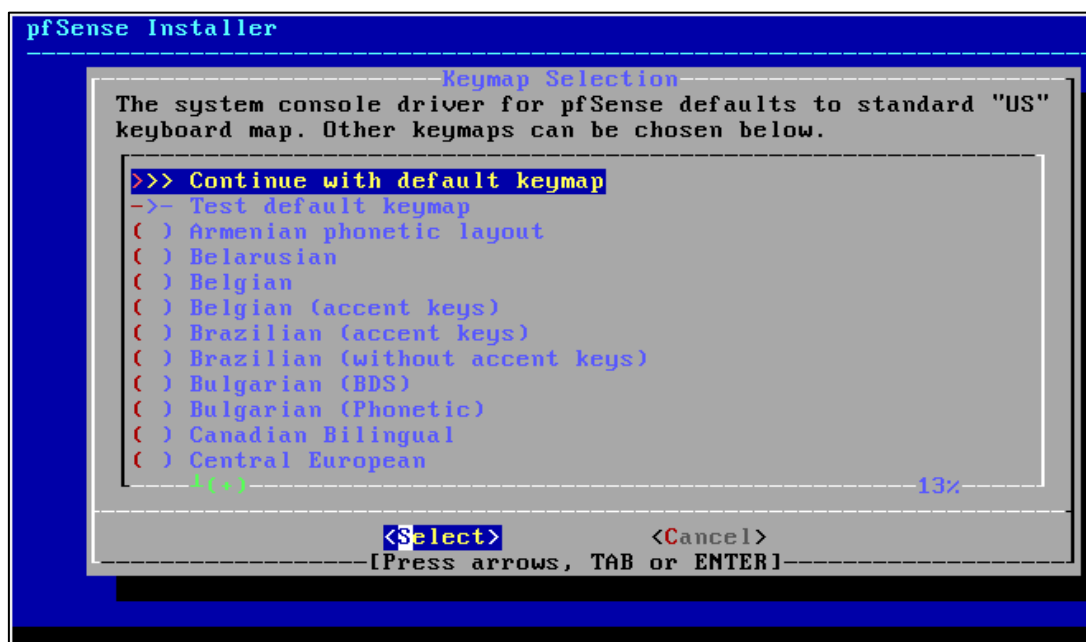 pfSense Installer
Keymap Selection
The system console driver for pfSense defaults to standard "US"
keyboard map. Other keymaps can be chosen below.
>>> Continue with default keymap
->- Test default keymap
( ) Armenian phonetic layout
( ) Belarusian
( ) Belgian
( ) Belgian (accent keys)
( ) Brazilian (accent keys)
( ) Brazilian (without accent keys)
( ) Bulgarian (BDS)
( ) Bulgarian (Phonetic)
( ) Canadian Bilingual
( ) Central European
┴(+) 13%
<Select> <Cancel>
[Press arrows, TAB or ENTER]